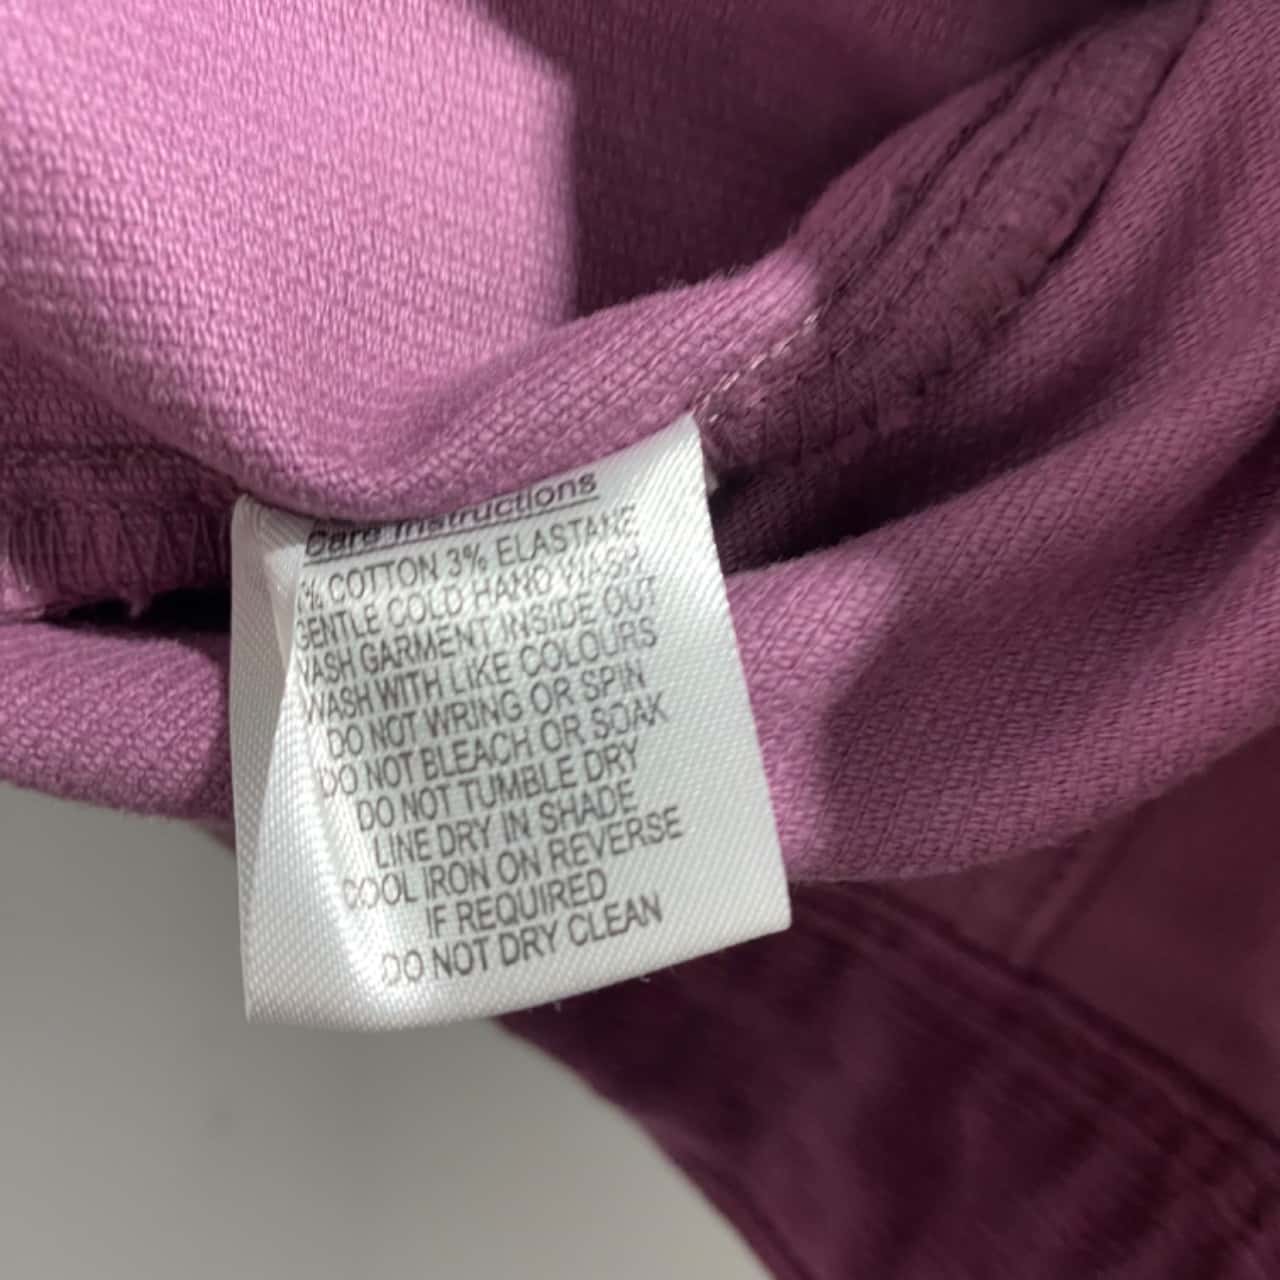 Care Instructions
% COTTON 3% ELASTANE
GENTLE COLD HAND WASH
WASH GARMENT INSIDE OUT
WASH WITH LIKE COLOURS
DO NOT WRING OR SPIN
DO NOT BLEACH OR SOAK
DO NOT TUMBLE DRY
LINE DRY IN SHADE
COOL IRON ON REVERSE
IF REQUIRED
DO NOT DRY CLEAN